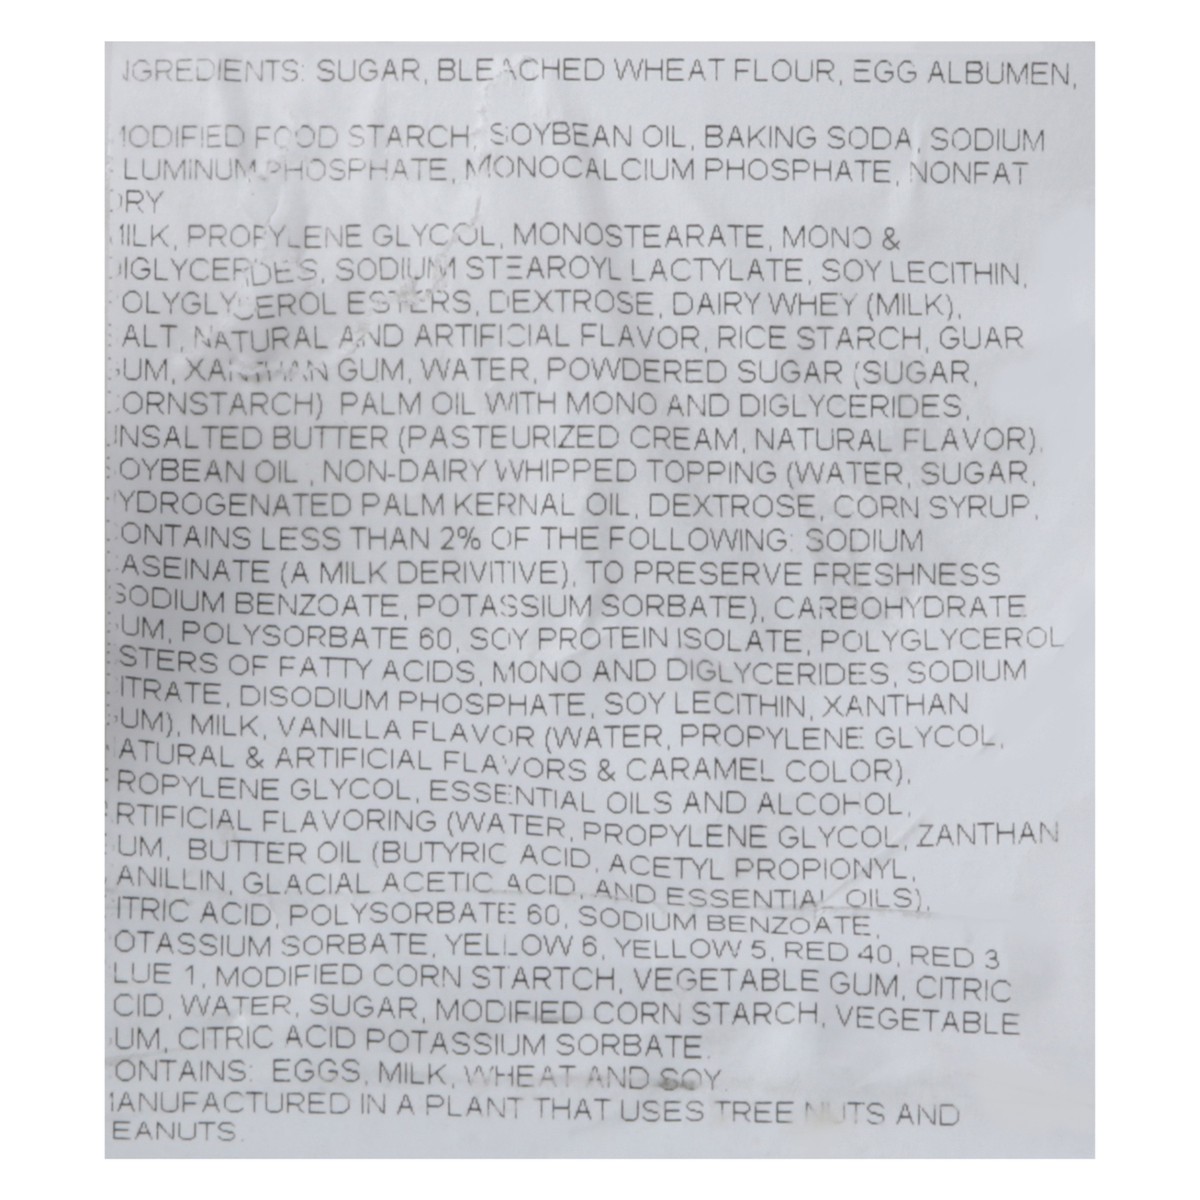 NGREDIENTS: SUGAR, BLEACHED WHEAT FLOUR, EGG ALBUMEN,
MODIFIED FOOD STARCH, SOYBEAN OIL, BAKING SODA, SODIUM
LUMINUM PHOSPHATE, MONOCALCIUM PHOSPHATE, NONFAT
DRY
MILK, PROPYLENE GLYCOL, MONOSTEARATE, MONO &
DIGLYCERIDES, SODIUM STEAROYL LACTYLATE, SOY LECITHIN,
OLYGLYCEROL ESTERS, DEXTROSE, DAIRY WHEY (MILK),
ALT, NATURAL AND ARTIFICIAL FLAVOR, RICE STARCH, GUAR
UM, XANTHAN GUM, WATER, POWDERED SUGAR (SUGAR,
ORNSTARCH) PALM OIL WITH MONO AND DIGLYCERIDES,
UNSALTED BUTTER (PASTEURIZED CREAM, NATURAL FLAVOR),
OYBEAN OIL , NON-DAIRY WHIPPED TOPPING (WATER, SUGAR,
YDROGENATED PALM KERNAL OIL, DEXTROSE, CORN SYRUP,
ONTAINS LESS THAN 2% OF THE FOLLOWING: SODIUM
ASEINATE (A MILK DERIVITIVE), TO PRESERVE FRESHNESS
SODIUM BENZOATE, POTASSIUM SORBATE), CARBOHYDRATE
UM, POLYSORBATE 60, SOY PROTEIN ISOLATE, POLYGLYCEROL
STERS OF FATTY ACIDS, MONO AND DIGLYCERIDES, SODIUM
ITRATE, DISODIUM PHOSPHATE, SOY LECITHIN, XANTHAN
UM), MILK, VANILLA FLAVOR (WATER, PROPYLENE GLYCOL,
ATURAL & ARTIFICIAL FLAVORS & CARAMEL COLOR),
ROPYLENE GLYCOL, ESSENTIAL OILS AND ALCOHOL,
RTIFICIAL FLAVORING (WATER, PROPYLENE GLYCOL, ZANTHAN
UM, BUTTER OIL (BUTYRIC ACID, ACETYL PROPIONYL,
ANILLIN, GLACIAL ACETIC ACID, AND ESSENTIAL OILS),
ITRIC ACID, POLYSORBATE 60, SODIUM BENZOATE,
OTASSIUM SORBATE, YELLOW 6, YELLOW 5, RED 40, RED 3
LUE 1, MODIFIED CORN STARTCH, VEGETABLE GUM, CITRIC
CID, WATER, SUGAR, MODIFIED CORN STARCH, VEGETABLE
UM, CITRIC ACID POTASSIUM SORBATE.
ONTAINS: EGGS, MILK, WHEAT AND SOY.
MANUFACTURED IN A PLANT THAT USES TREE NUTS AND
EANUTS.